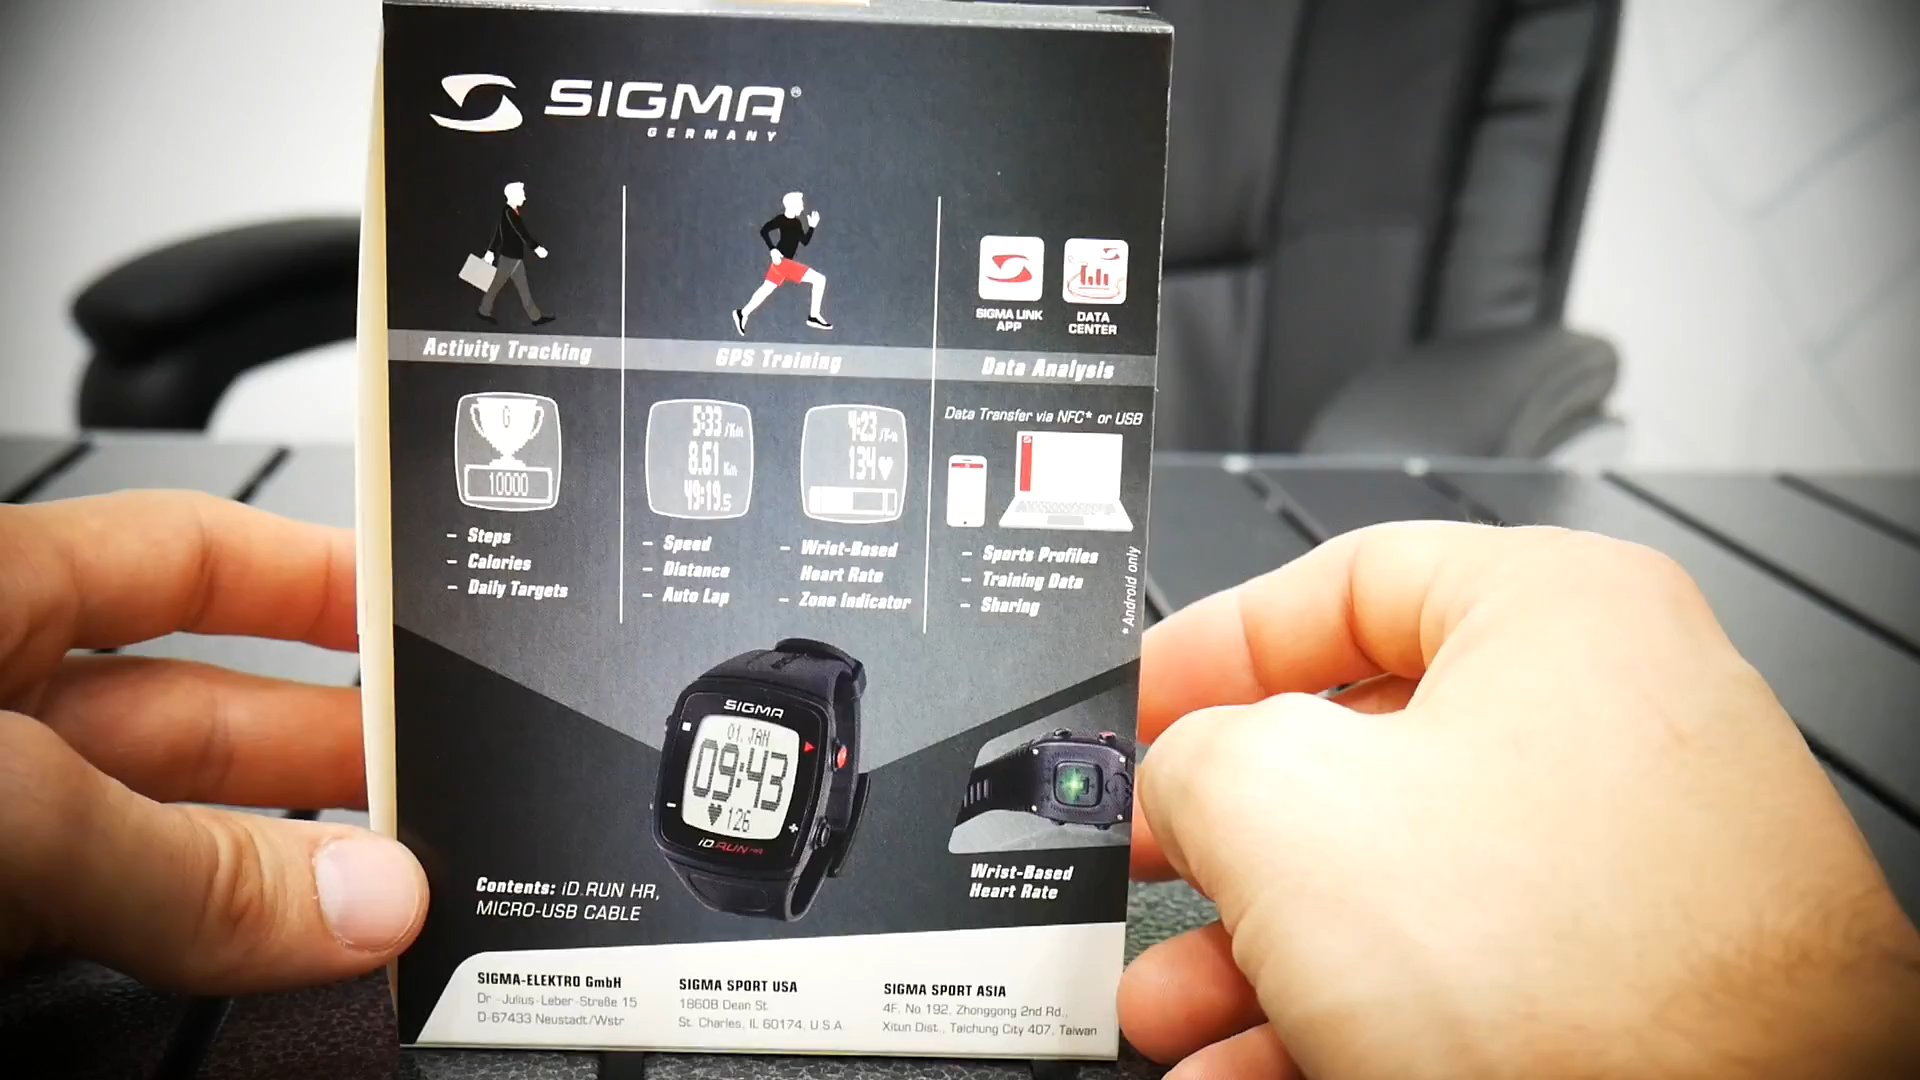 SIGMA®
GERMANY
SIGMA LINK
APP
DATA
CENTER
Activity Tracking
GPS Training
Data Analysis
Data Transfer via NFC* or USB
10000
5:33 /Km
8.61 Km
49:19.5
4:23
134
- Steps
- Calories
- Daily Targets
- Speed
- Distance
- Auto Lap
- Wrist-Based
Heart Rate
- Zone Indicator
- Sports Profiles
- Training Data
- Sharing
*Android only
SIGMA
01. JAN
09:43
126
iD.RUN HR
Wrist-Based
Heart Rate
Contents: iD.RUN HR,
MICRO-USB CABLE
SIGMA-ELEKTRO GmbH
Dr.-Julius-Leber-Straße 15
D-67433 Neustadt/Wstr
SIGMA SPORT USA
1860B Dean St
St. Charles, IL 60174, U.S.A
SIGMA SPORT ASIA
4F, No 192, Zhonggong 2nd Rd.,
Xitun Dist., Taichung City 407, Taiwan